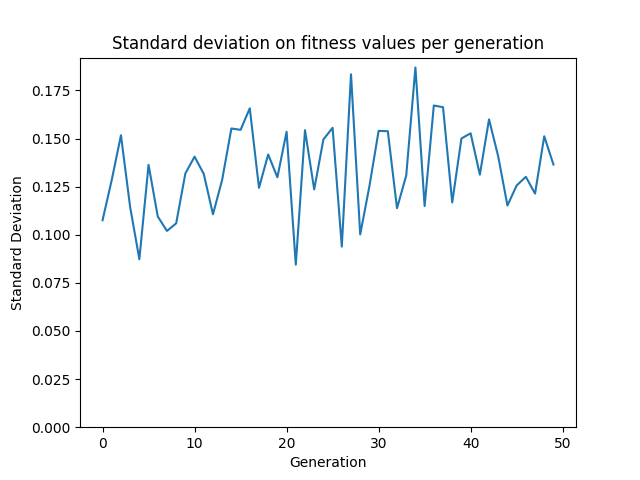 Standard deviation on fitness values per generation
0.175
0.150
0.125
0.100
0.075
0.050
0.025
0.000
Standard Deviation
0 10 20 30 40 50
Generation